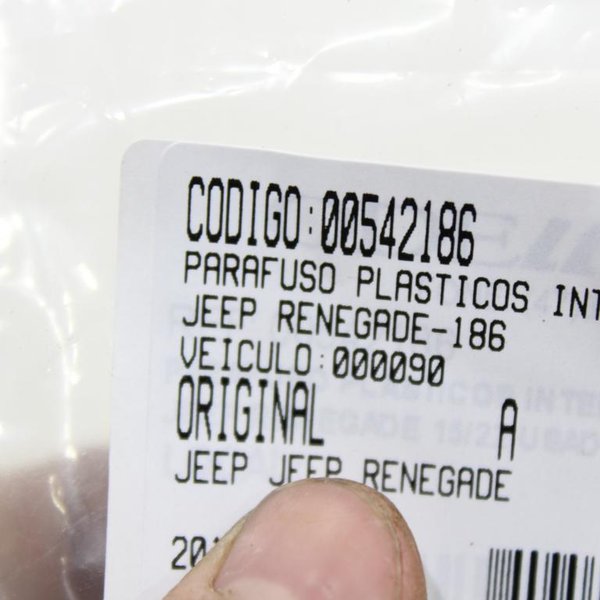 CODIGO:00542186
PARAFUSO PLASTICOS INT
JEEP RENEGADE-186
VEICULO:000090
ORIGINAL A
JEEP JEEP RENEGADE